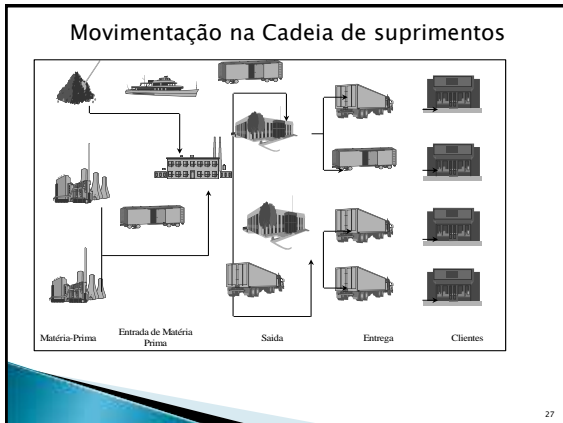 Movimentação na Cadeia de suprimentos
Matéria-Prima
Entrada de Matéria
Prima
Saida
Entrega
Clientes
27